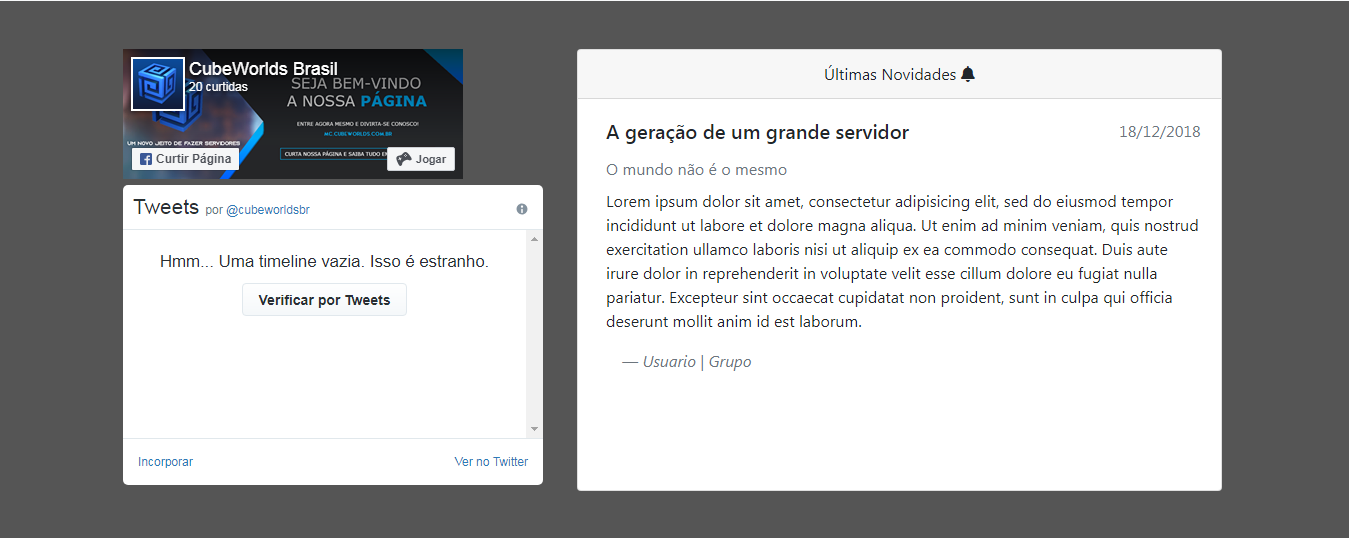 CubeWorlds Brasil
20 curtidas
SEJA BEM-VINDO
A NOSSA PÁGINA
ENTRE AGORA MESMO E DIVIRTA-SE CONOSCO!
MC.CUBEWORLDS.COM.BR
UM NOVO JEITO DE FAZER SERVIDORES
CURTA NOSSA PÁGINA E SAIBA TUDO
Curtir Página
Jogar
Tweets por @cubeworldsbr
Hmm... Uma timeline vazia. Isso é estranho.
Verificar por Tweets
Incorporar
Ver no Twitter
Últimas Novidades
A geração de um grande servidor
18/12/2018
O mundo não é o mesmo
Lorem ipsum dolor sit amet, consectetur adipisicing elit, sed do eiusmod tempor
incididunt ut labore et dolore magna aliqua. Ut enim ad minim veniam, quis nostrud
exercitation ullamco laboris nisi ut aliquip ex ea commodo consequat. Duis aute
irure dolor in reprehenderit in voluptate velit esse cillum dolore eu fugiat nulla
pariatur. Excepteur sint occaecat cupidatat non proident, sunt in culpa qui officia
deserunt mollit anim id est laborum.
— Usuario | Grupo